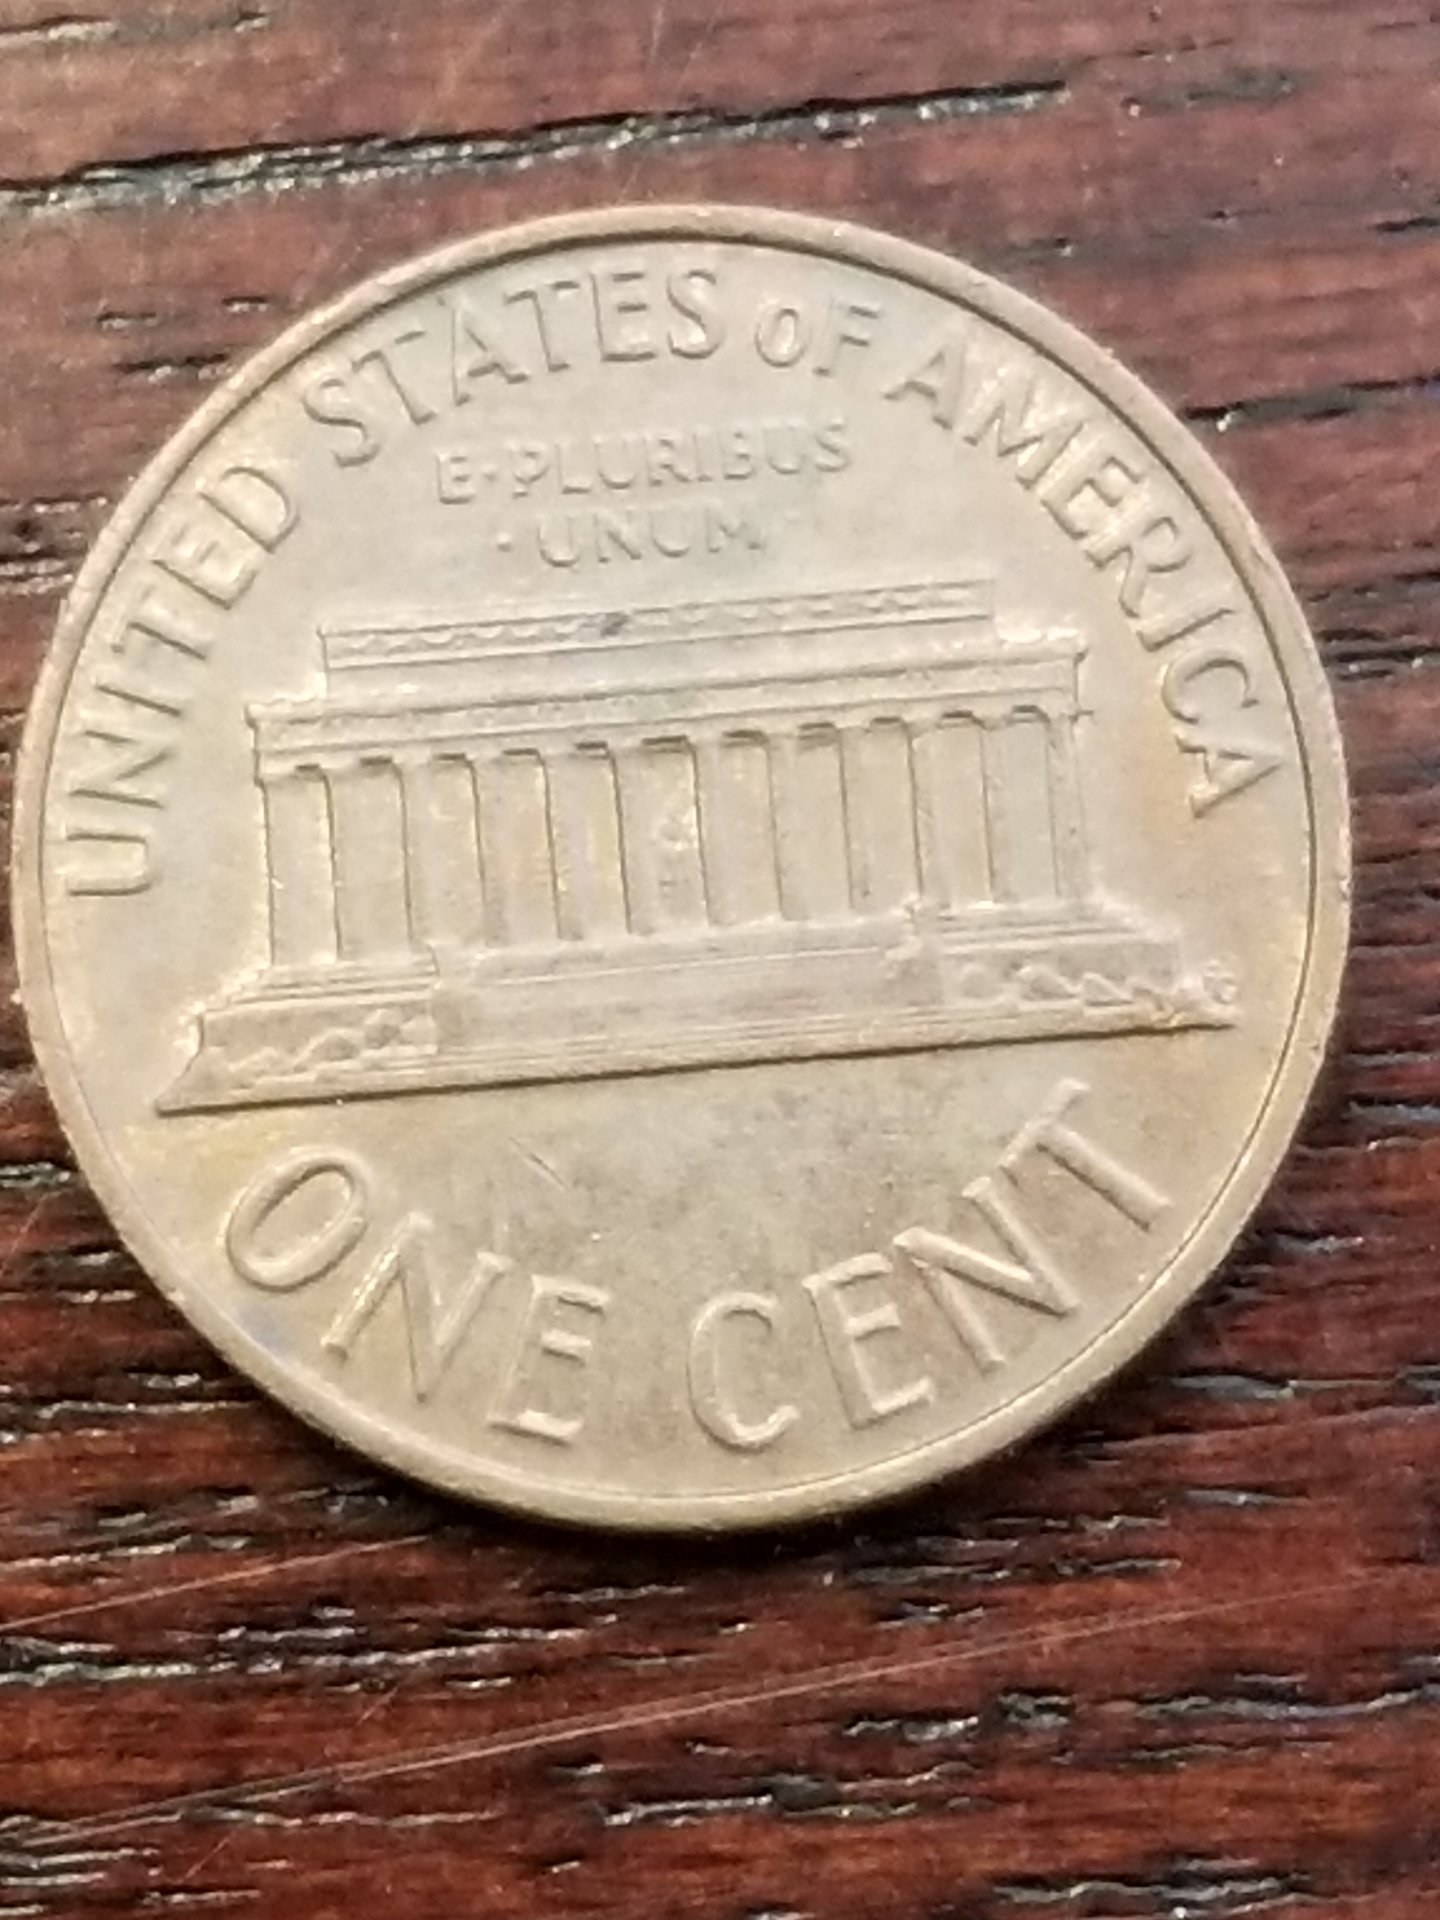 UNITED STATES OF AMERICA
E·PLURIBUS
·UNUM·
ONE CENT